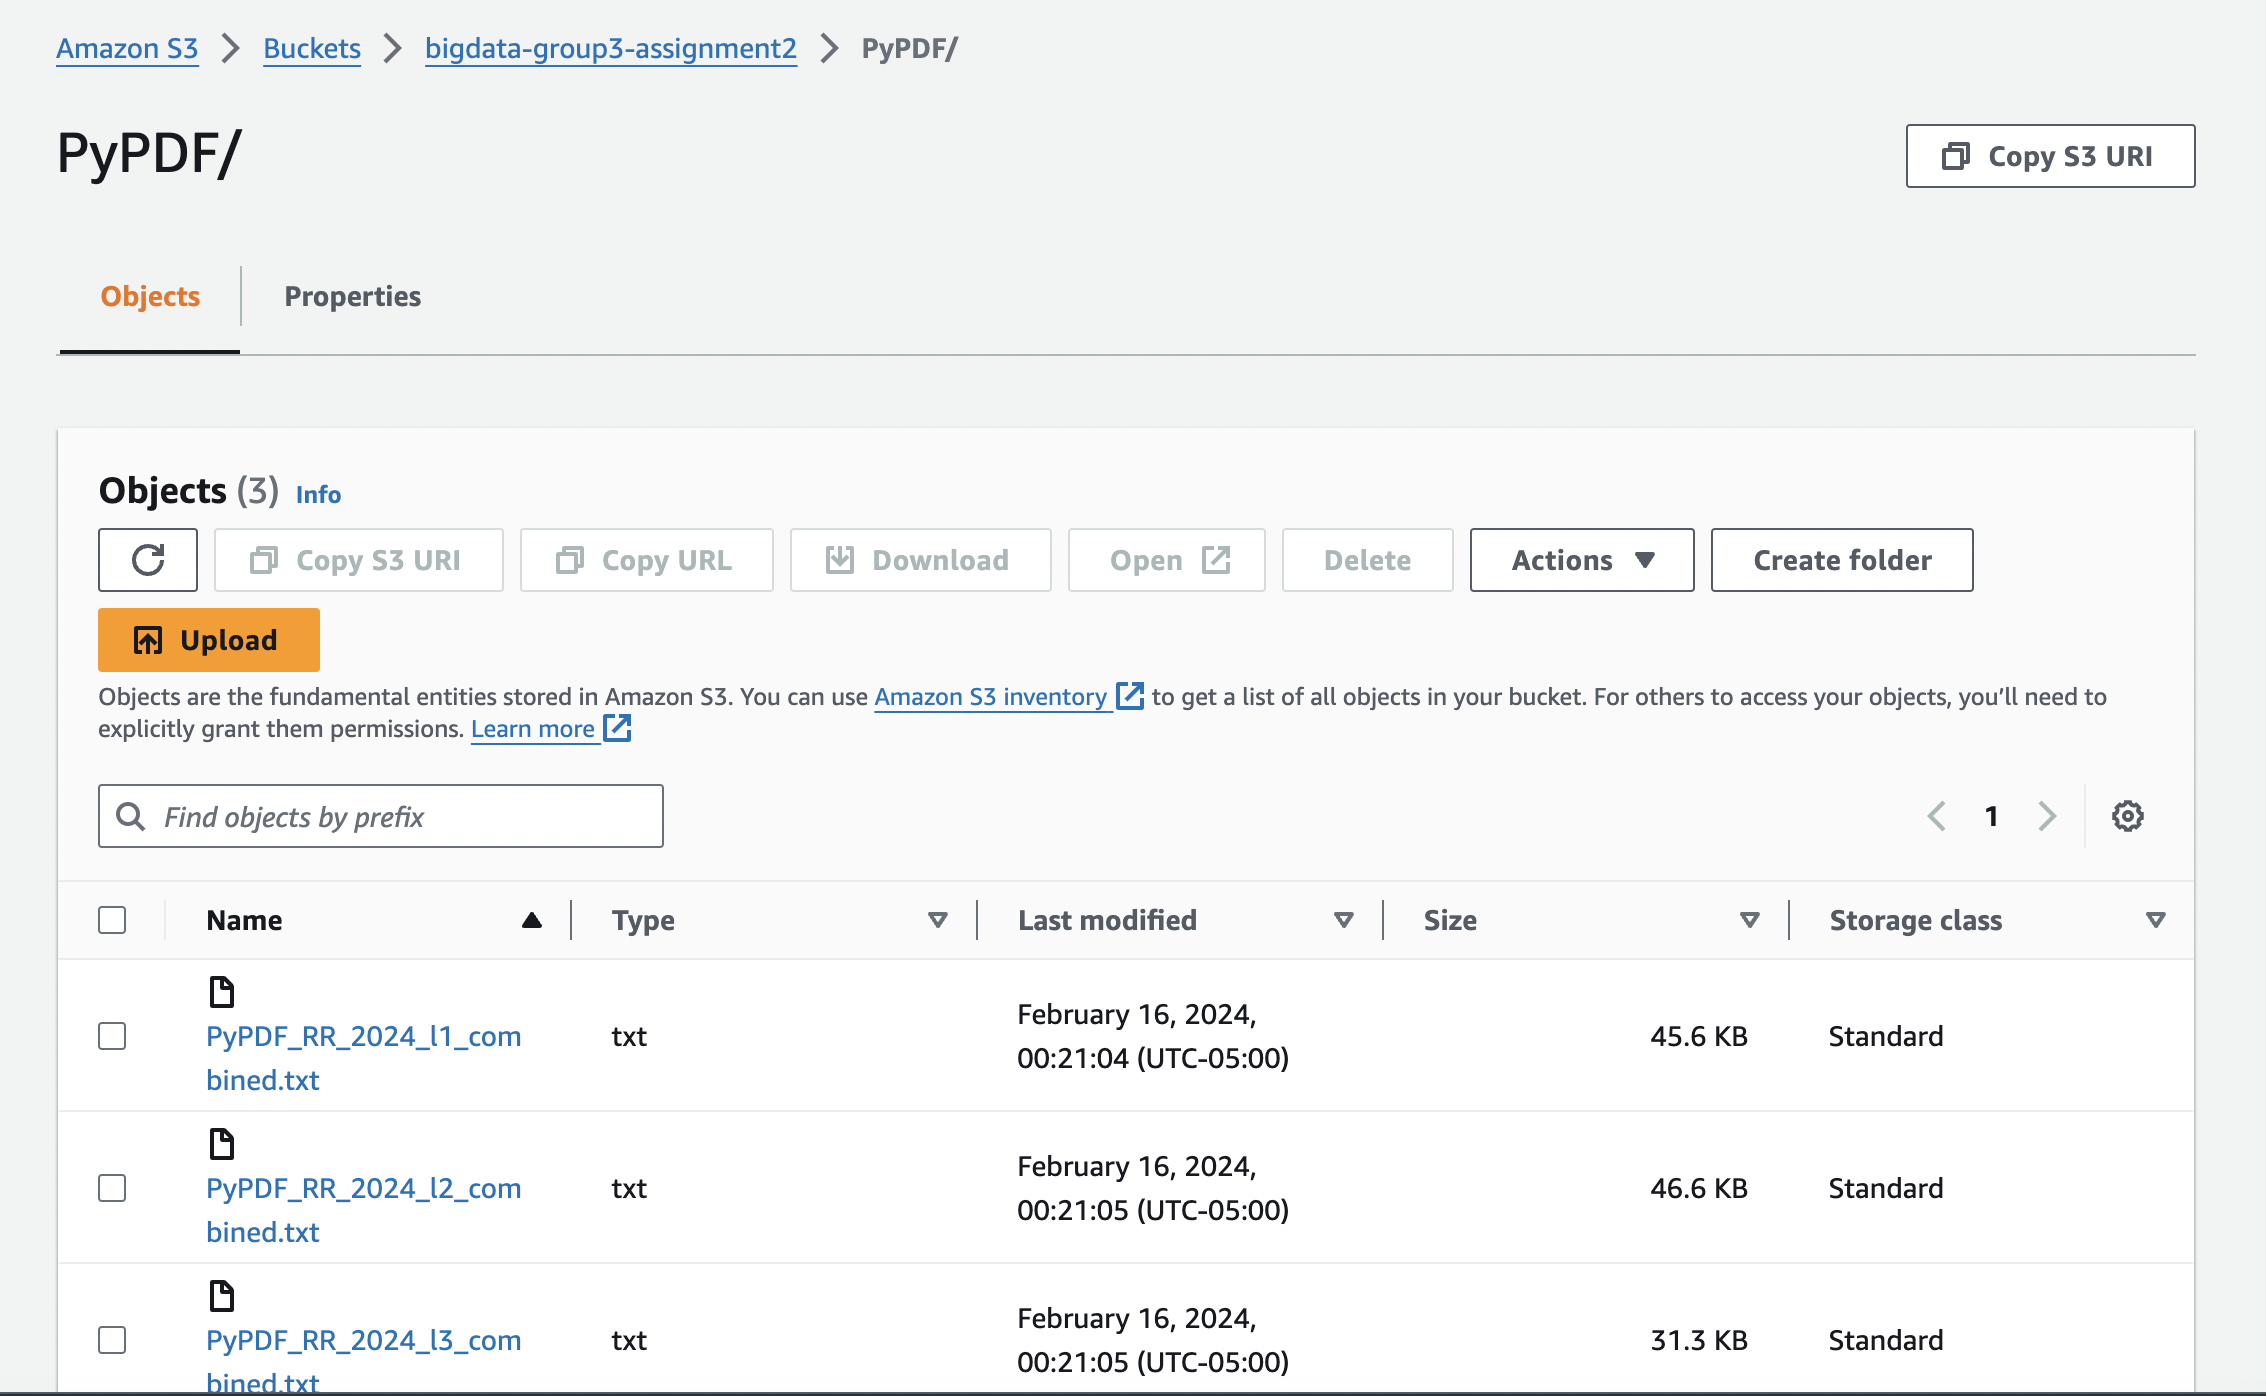 Amazon S3 > Buckets > bigdata-group3-assignment2 > PyPDF/
PyPDF/
Copy S3 URI
Objects
Properties
Objects (3) Info
Copy S3 URI
Copy URL
Download
Open
Delete
Actions
Create folder
Upload
Objects are the fundamental entities stored in Amazon S3. You can use Amazon S3 inventory to get a list of all objects in your bucket. For others to access your objects, you’ll need to
explicitly grant them permissions. Learn more
Find objects by prefix
1
Name
Type
Last modified
Size
Storage class
PyPDF_RR_2024_l1_com
bined.txt
txt
February 16, 2024,
00:21:04 (UTC-05:00)
45.6 KB
Standard
PyPDF_RR_2024_l2_com
bined.txt
txt
February 16, 2024,
00:21:05 (UTC-05:00)
46.6 KB
Standard
PyPDF_RR_2024_l3_com
bined.txt
txt
February 16, 2024,
00:21:05 (UTC-05:00)
31.3 KB
Standard